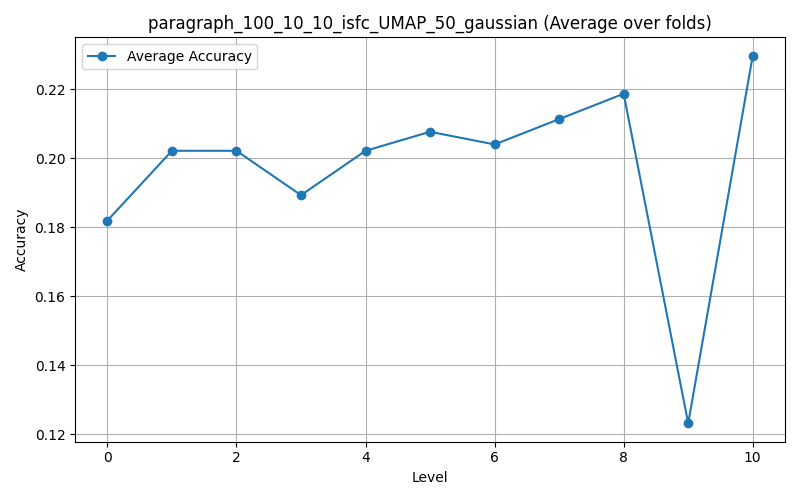 paragraph_100_10_10_isfc_UMAP_50_gaussian (Average over folds)
Average Accuracy
0.22
0.20
0.18
0.16
0.14
0.12
Accuracy
0 2 4 6 8 10
Level